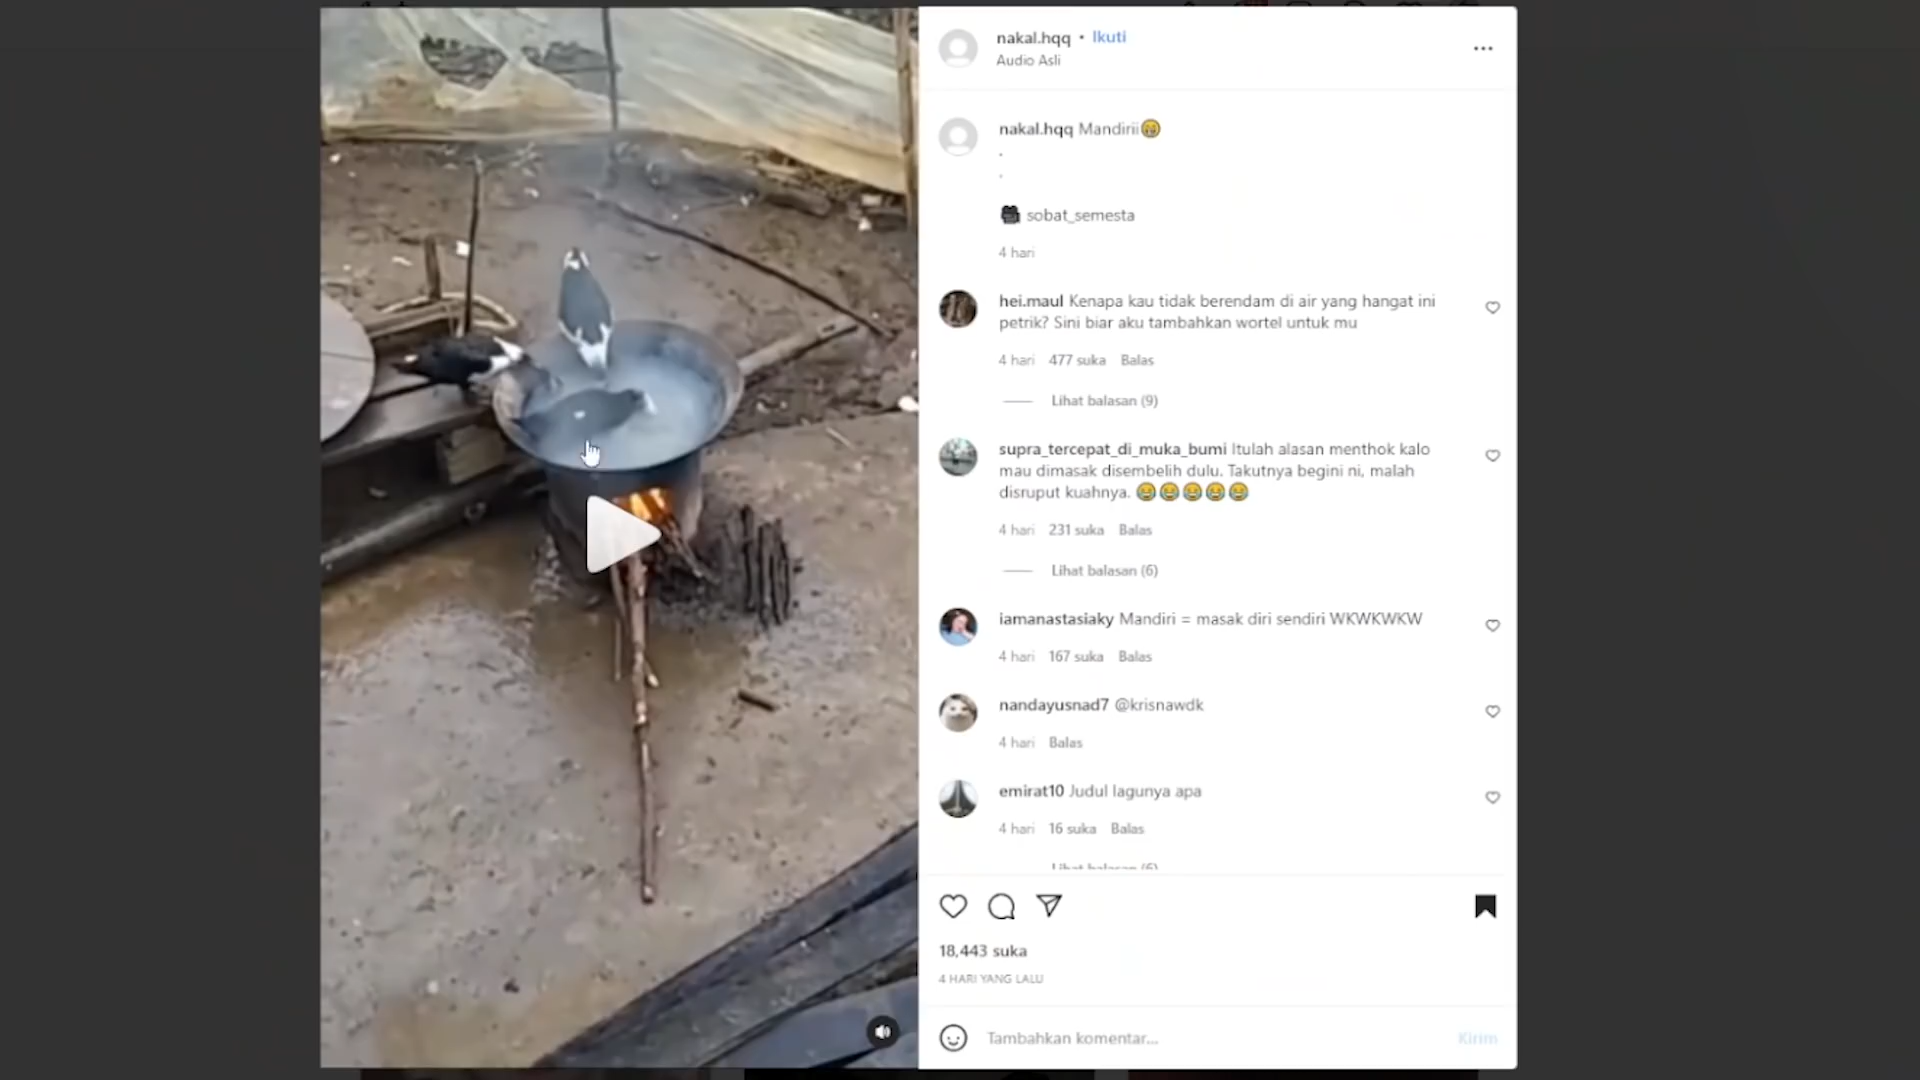 nakal.hqq • Ikuti
Audio Asli
nakal.hqq Mandirii😂
.
.
sobat_semesta
4 hari
hei.maul Kenapa kau tidak berendam di air yang hangat ini
petrik? Sini biar aku tambahkan wortel untuk mu
4 hari 477 suka Balas
Lihat balasan (9)
supra_tercepat_di_muka_bumi Itulah alasan menthok kalo
mau dimasak disembelih dulu. Takutnya begini ni, malah
disruput kuahnya. 😂😂😂😂😂
4 hari 231 suka Balas
Lihat balasan (6)
iamanastasiaky Mandiri = masak diri sendiri WKWKWKW
4 hari 167 suka Balas
nandayusnad7 @krisnawdk
4 hari Balas
emirat10 Judul lagunya apa
4 hari 16 suka Balas
Lihat balasan (6)
18,443 suka
4 HARI YANG LALU
Tambahkan komentar...
Kirim